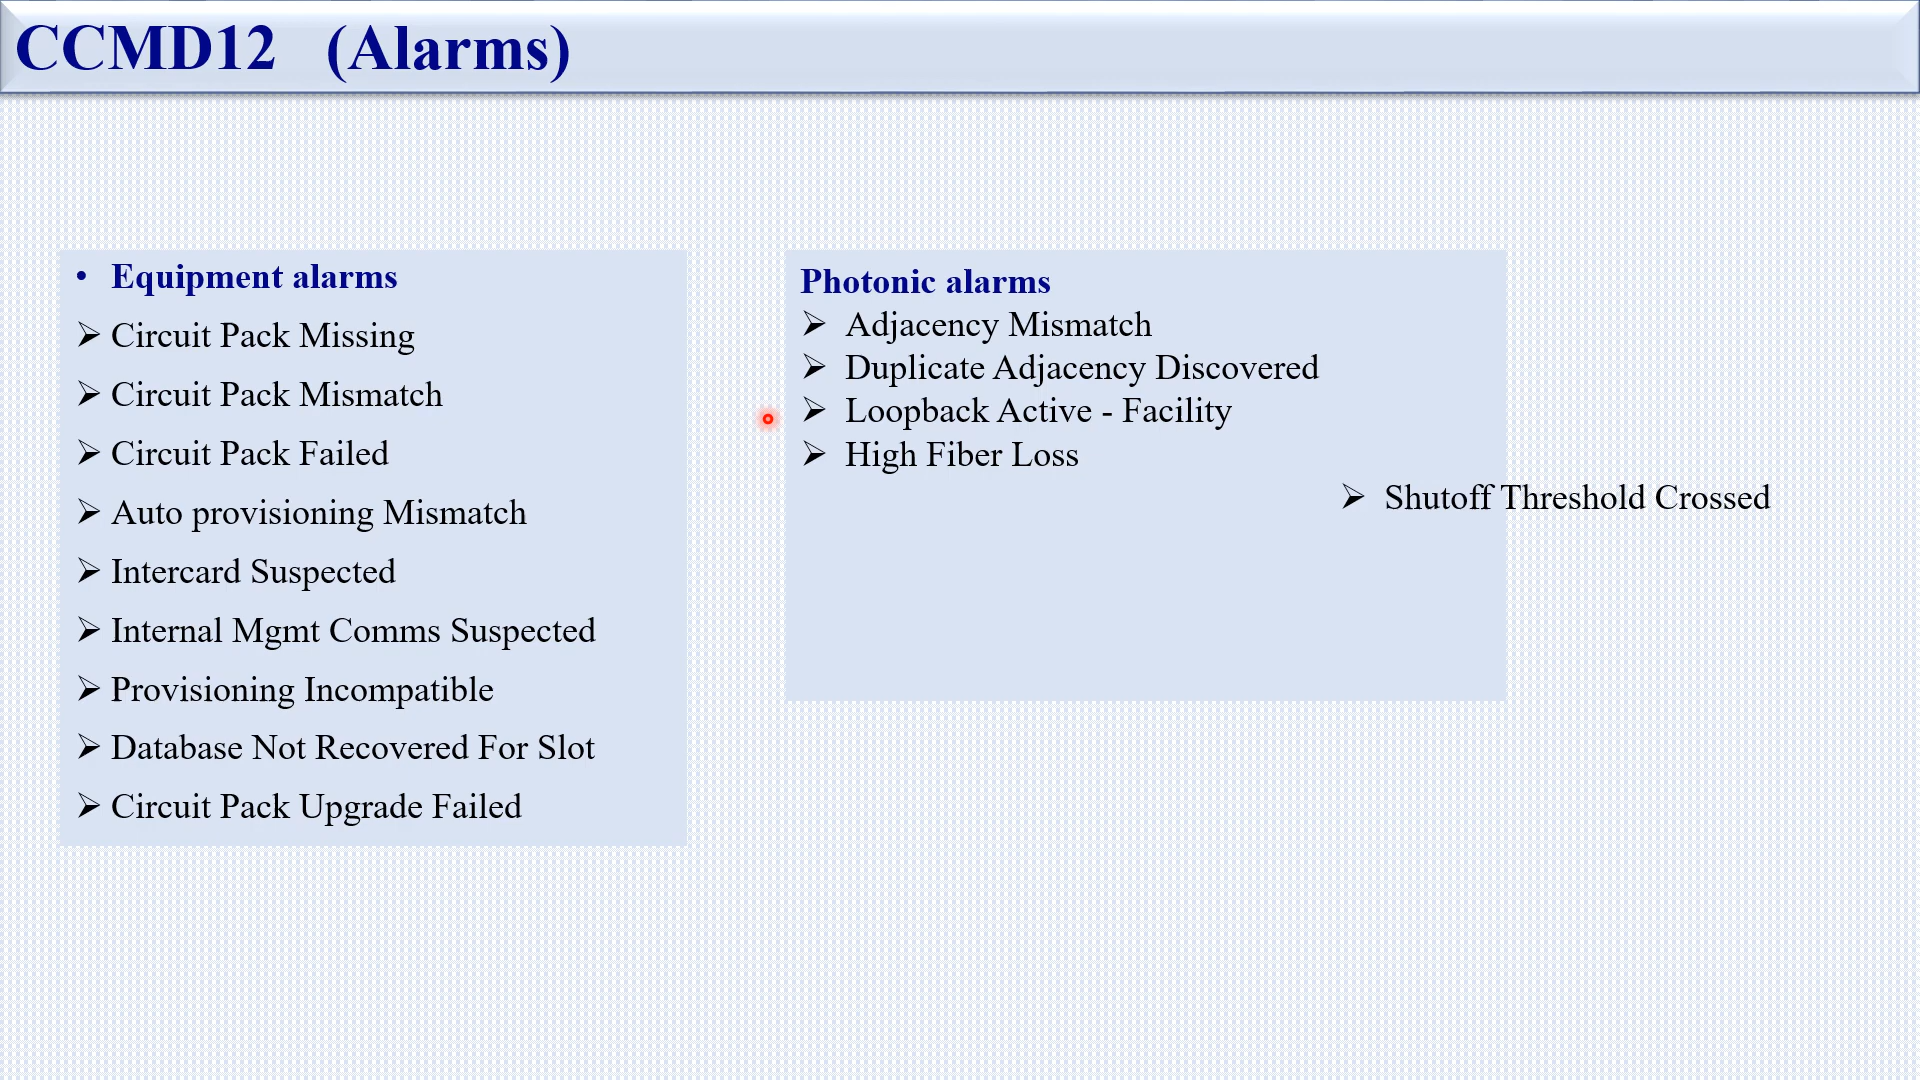 CCMD12 (Alarms)
• Equipment alarms
➢ Circuit Pack Missing
➢ Circuit Pack Mismatch
➢ Circuit Pack Failed
➢ Auto provisioning Mismatch
➢ Intercard Suspected
➢ Internal Mgmt Comms Suspected
➢ Provisioning Incompatible
➢ Database Not Recovered For Slot
➢ Circuit Pack Upgrade Failed
Photonic alarms
➢ Adjacency Mismatch
➢ Duplicate Adjacency Discovered
➢ Loopback Active - Facility
➢ High Fiber Loss
➢ Shutoff Threshold Crossed